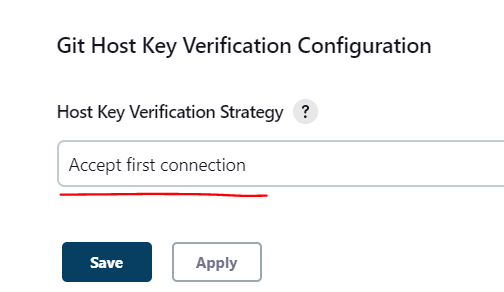 Git Host Key Verification Configuration
Host Key Verification Strategy ?
Accept first connection
Save Apply